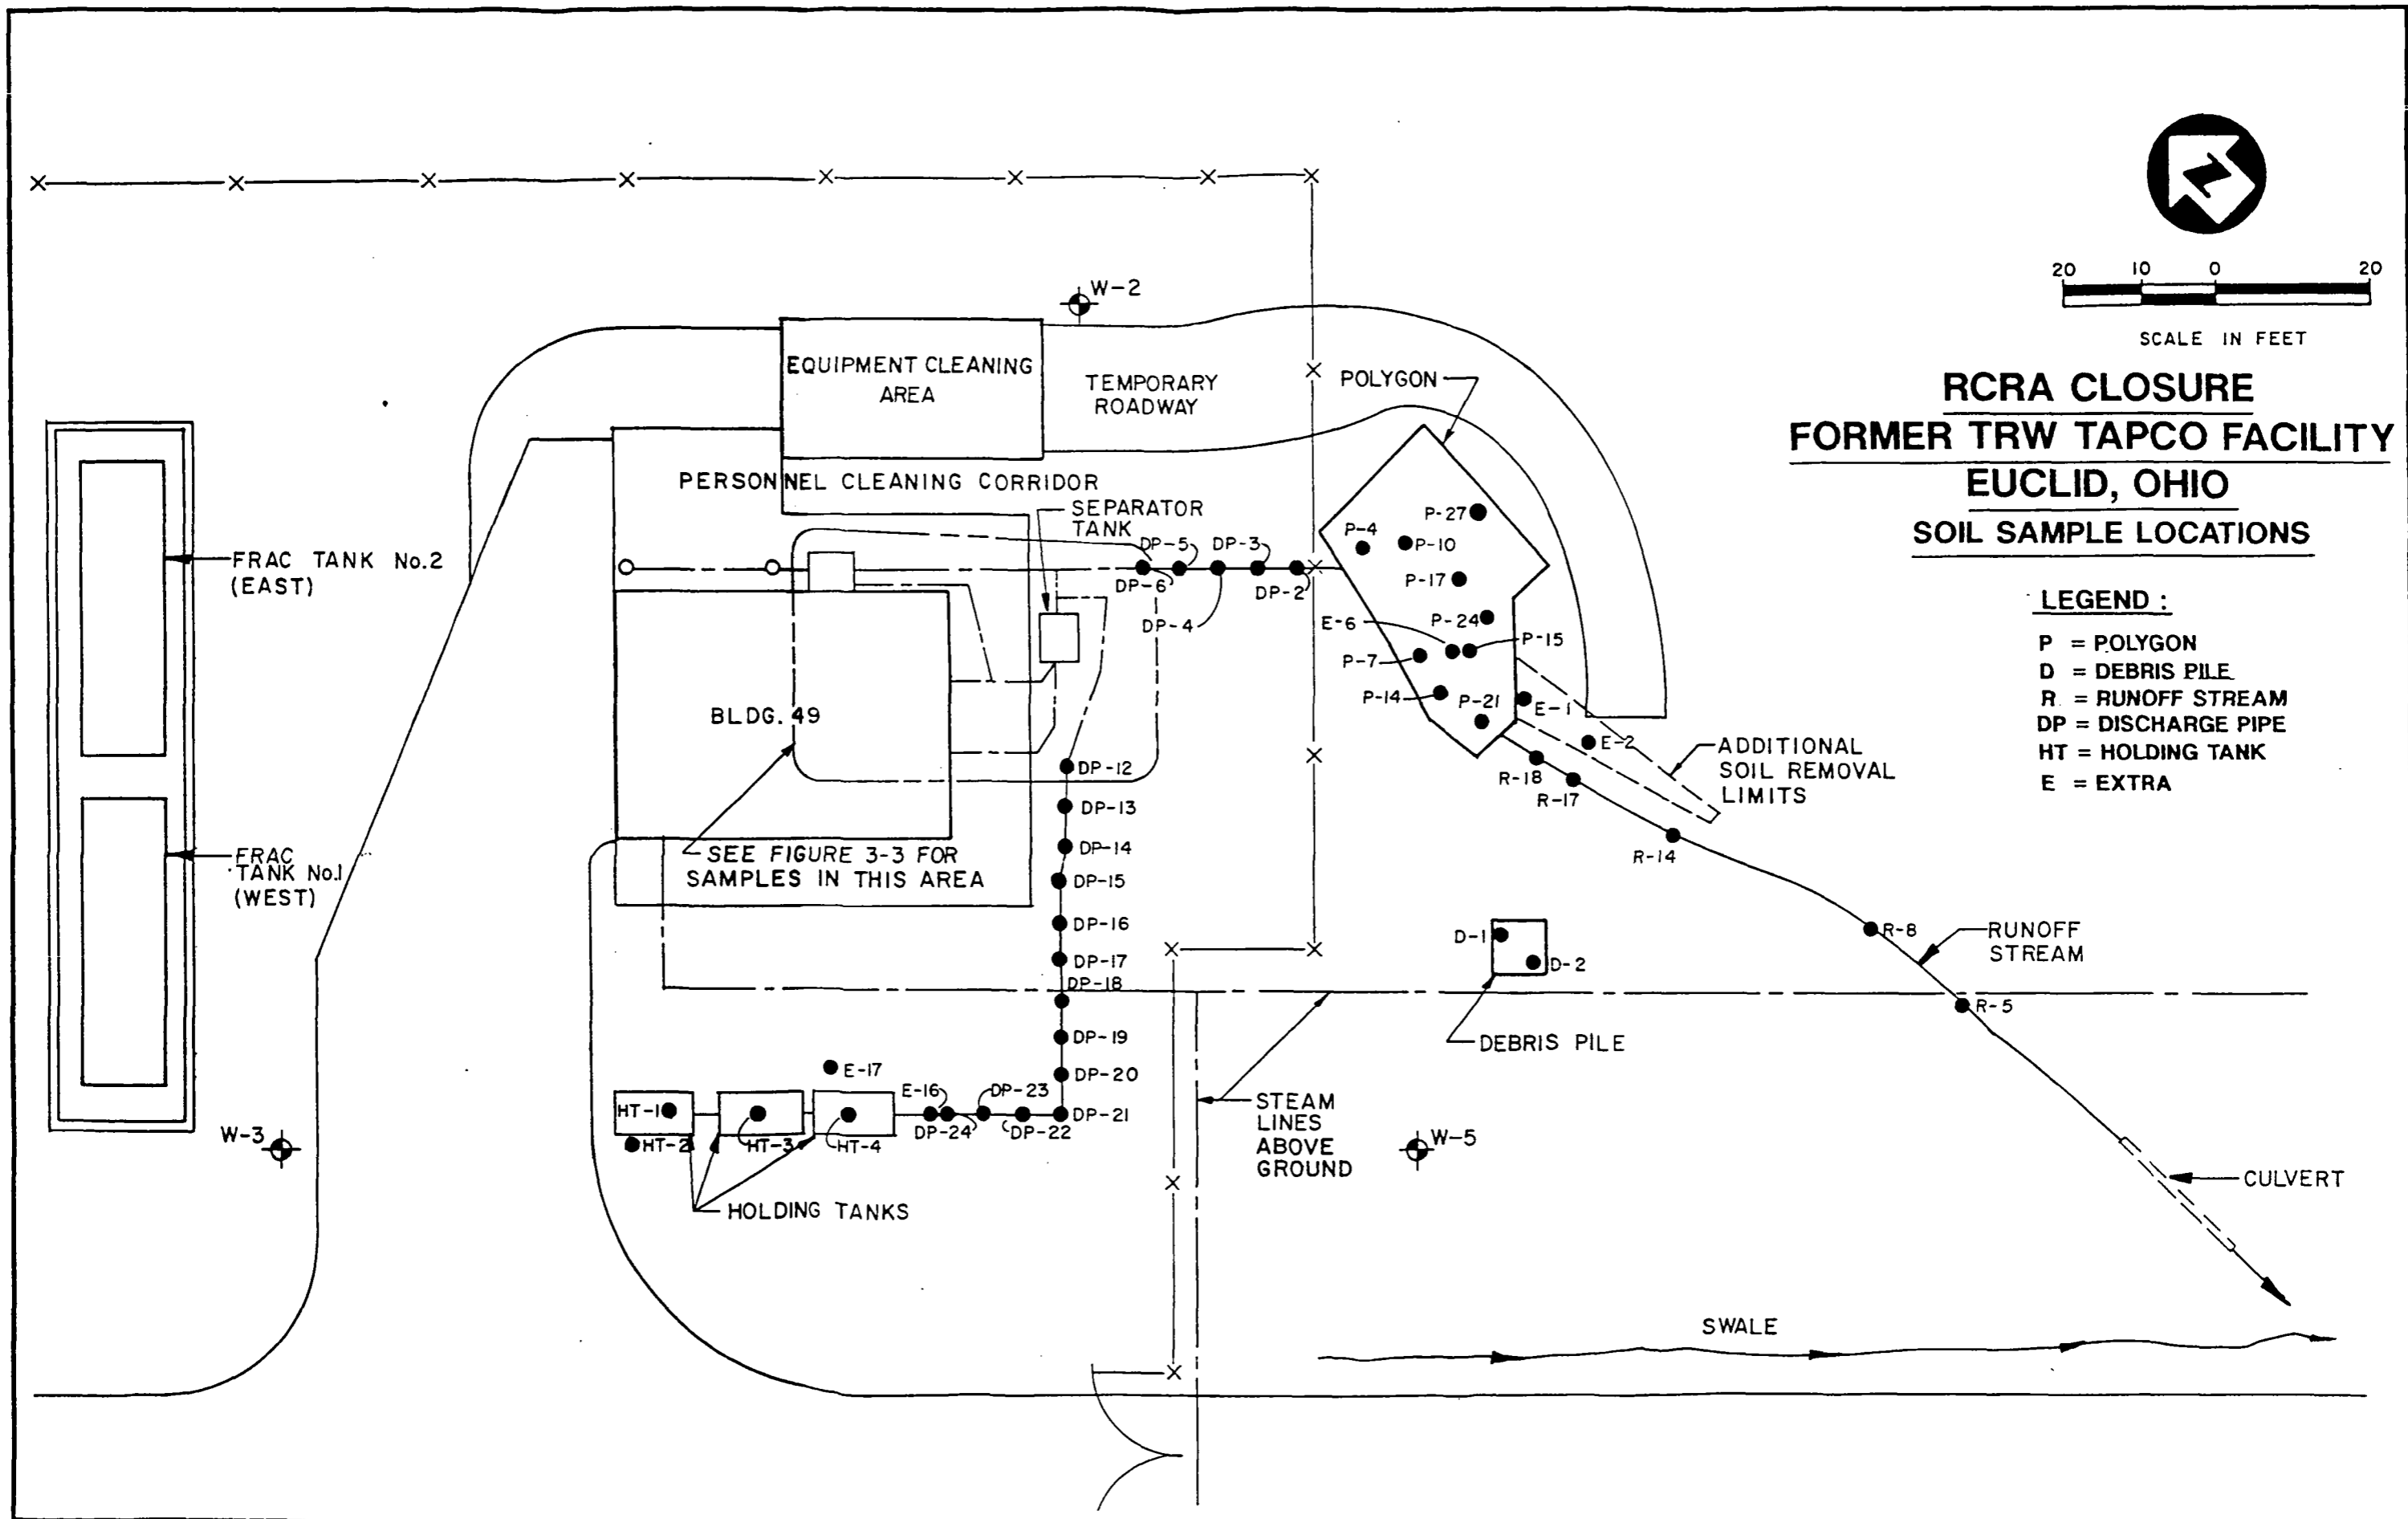 W-2
20 10 0 20
SCALE IN FEET
RCRA CLOSURE
FORMER TRW TAPCO FACILITY
EUCLID, OHIO
SOIL SAMPLE LOCATIONS
LEGEND :
P = POLYGON
D = DEBRIS PILE
R = RUNOFF STREAM
DP = DISCHARGE PIPE
HT = HOLDING TANK
E = EXTRA
EQUIPMENT CLEANING
AREA
TEMPORARY
ROADWAY
POLYGON
PERSONNEL CLEANING CORRIDOR
SEPARATOR
TANK
FRAC TANK No.2
(EAST)
FRAC
TANK No.1
(WEST)
DP-5
DP-3
DP-6
DP-2
DP-4
P-27
P-4
P-10
P-17
P-24
E-6
P-15
P-7
P-14
P-21
E-1
E-2
R-18
R-17
R-14
ADDITIONAL
SOIL REMOVAL
LIMITS
BLDG. 49
SEE FIGURE 3-3 FOR
SAMPLES IN THIS AREA
DP-12
DP-13
DP-14
DP-15
DP-16
DP-17
DP-18
DP-19
DP-20
DP-21
D-1
D-2
DEBRIS PILE
R-8
RUNOFF
STREAM
R-5
E-17
E-16
DP-23
DP-24
DP-22
HT-1
HT-2
HT-3
HT-4
HOLDING TANKS
W-3
STEAM
LINES
ABOVE
GROUND
W-5
CULVERT
SWALE